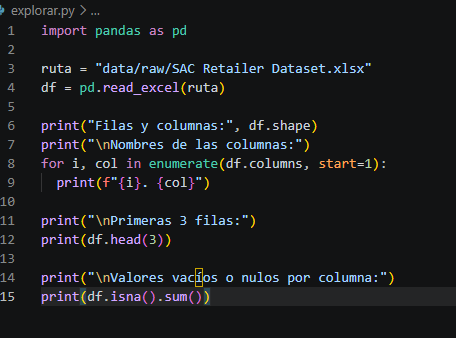 explorar.py > ...
1 import pandas as pd
2
3 ruta = "data/raw/SAC Retailer Dataset.xlsx"
4 df = pd.read_excel(ruta)
5
6 print("Filas y columnas:", df.shape)
7 print("\nNombres de las columnas:")
8 for i, col in enumerate(df.columns, start=1):
9     print(f"{i}. {col}")
10
11 print("\nPrimeras 3 filas:")
12 print(df.head(3))
13
14 print("\nValores vacíos o nulos por columna:")
15 print(df.isna().sum())